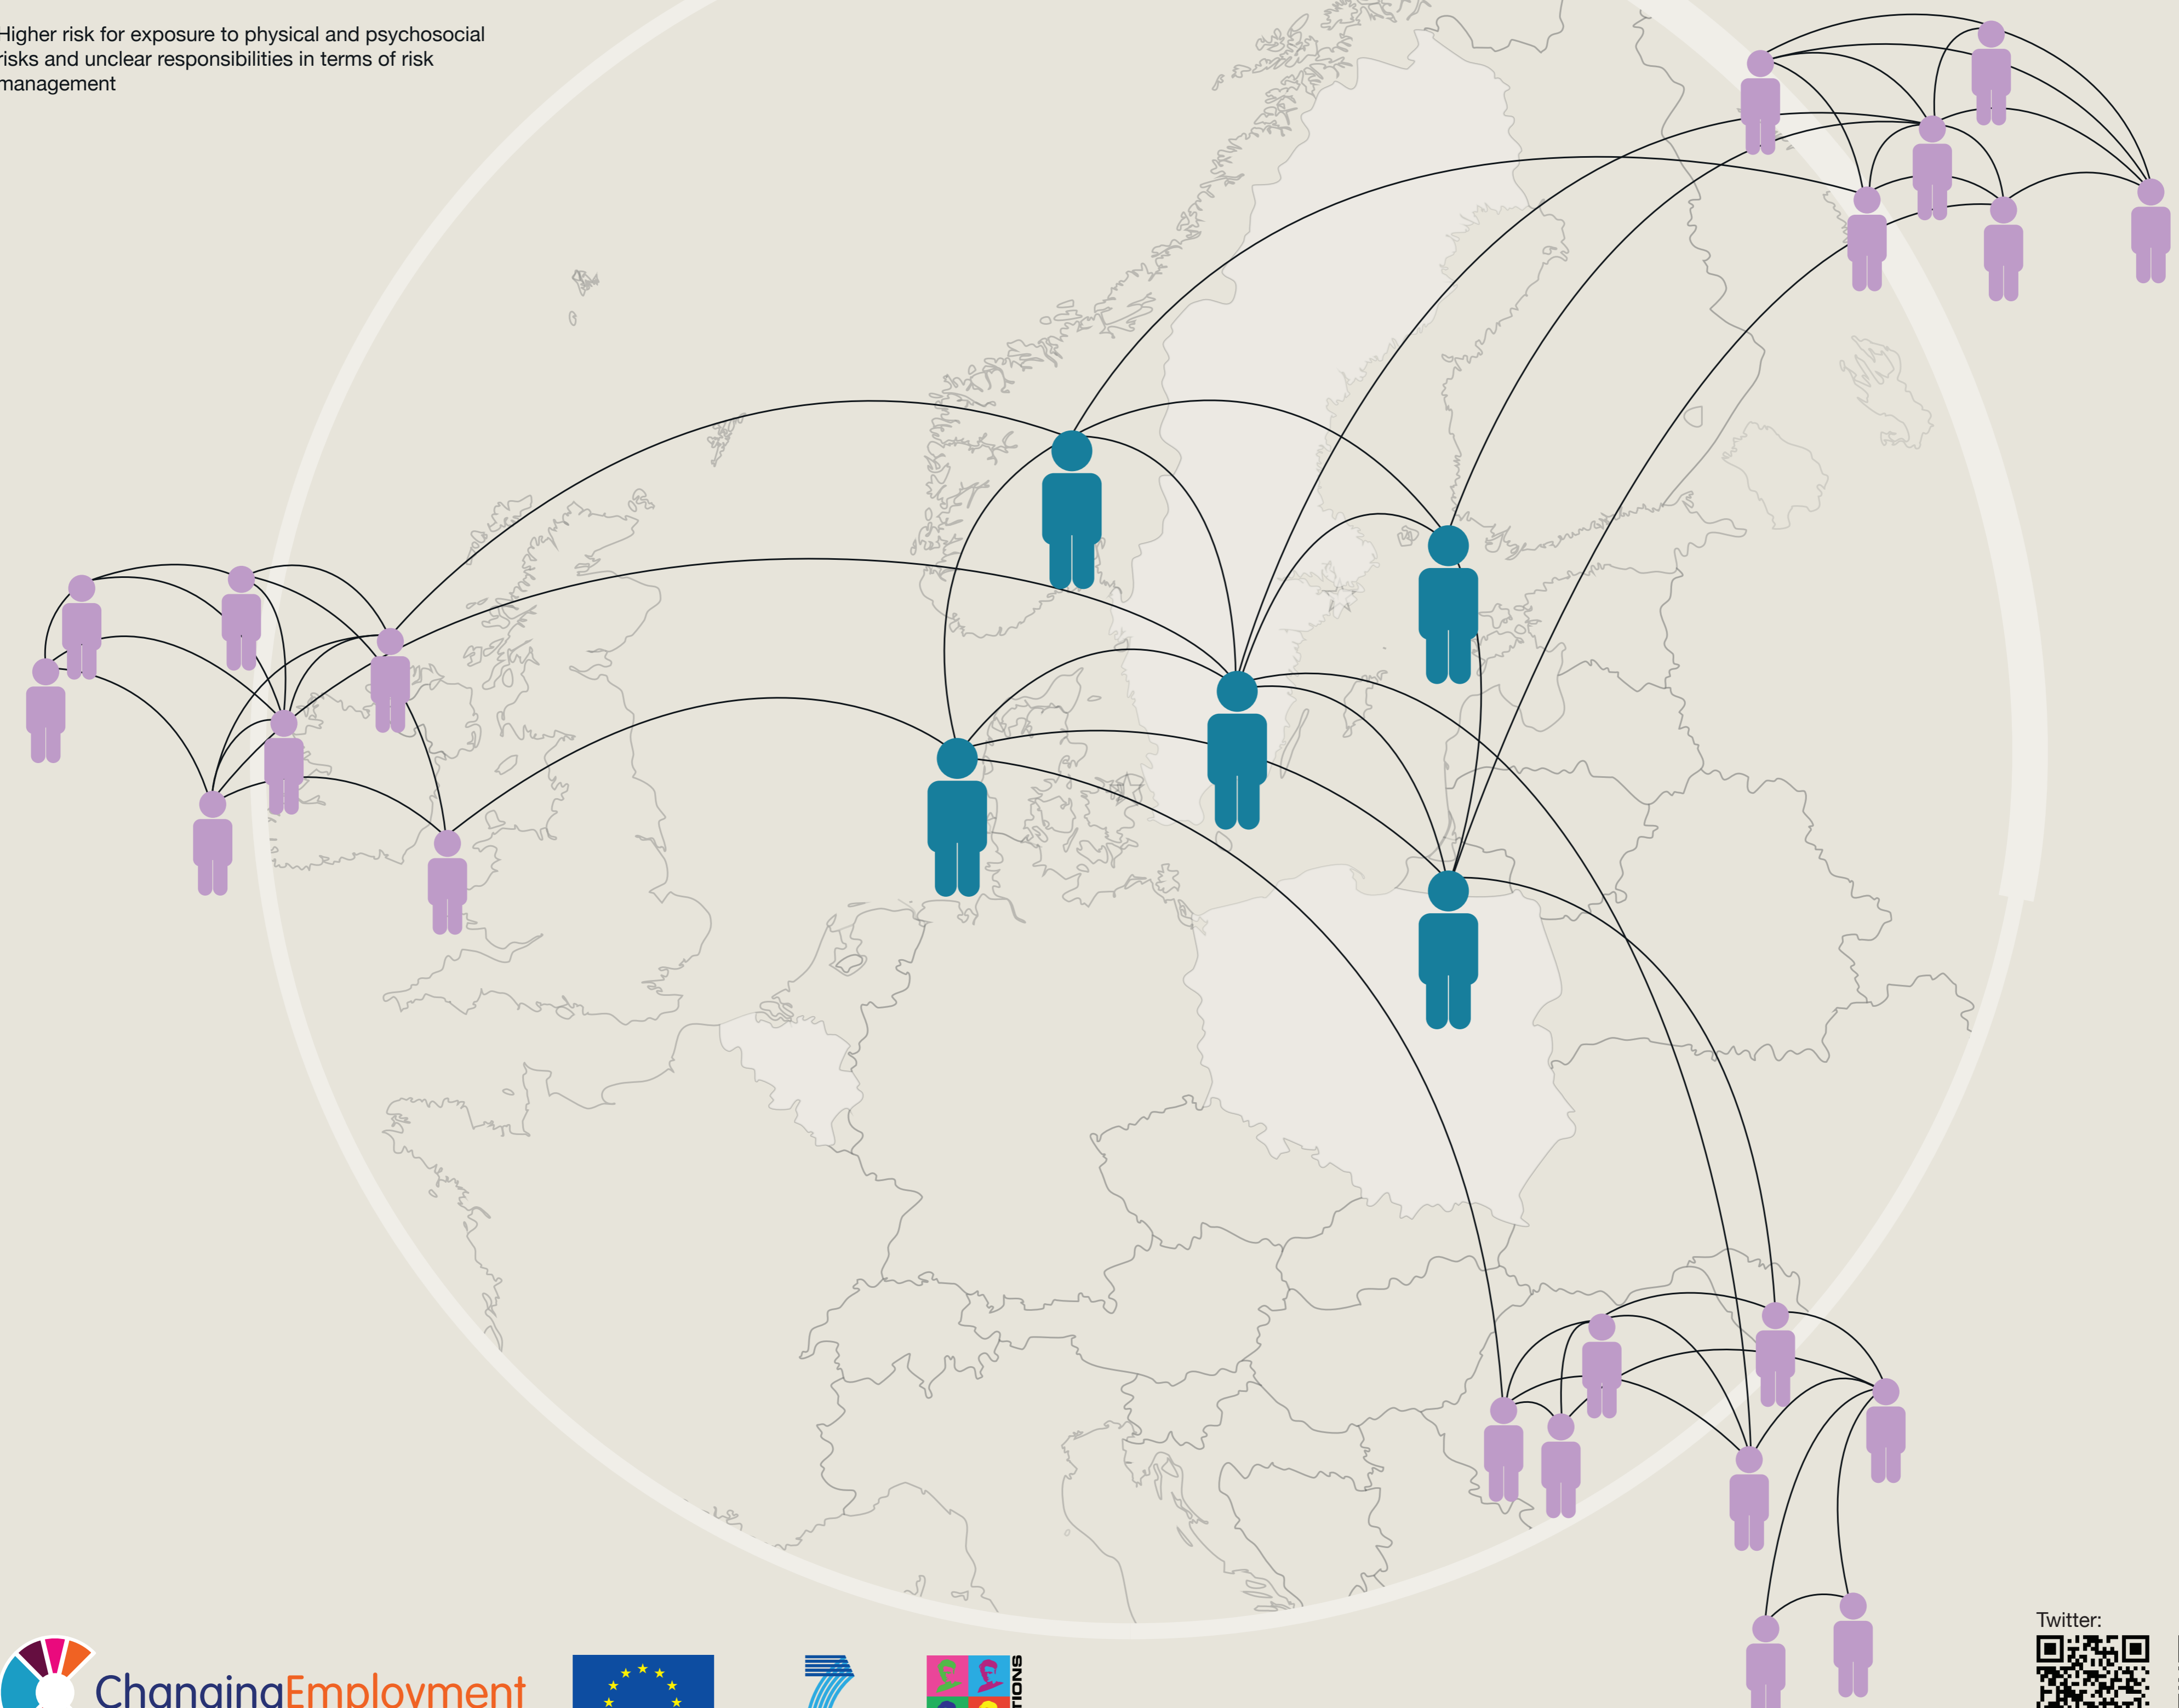 Higher risk for exposure to physical and psychosocial
risks and unclear responsibilities in terms of risk
management
Twitter:
ChangingEmployment